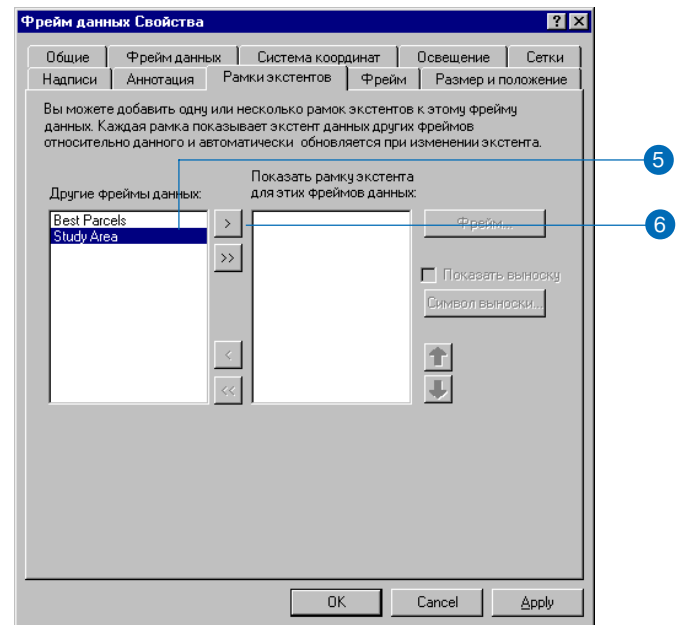 Фрейм данных Свойства
Общие Фрейм данных Система координат Освещение Сетки
Надписи Аннотация Рамки экстентов Фрейм Размер и положение
Вы можете добавить одну или несколько рамок экстентов к этому фрейму
данных. Каждая рамка показывает экстент данных других фреймов
относительно данного и автоматически обновляется при изменении экстента.
5
Показать рамку экстента
Другие фреймы данных: для этих фреймов данных:
Best Parcels > Фрейм... 6
Study Area
>>
Показать выноску
Символ выноски...
<
<<
OK Cancel Apply